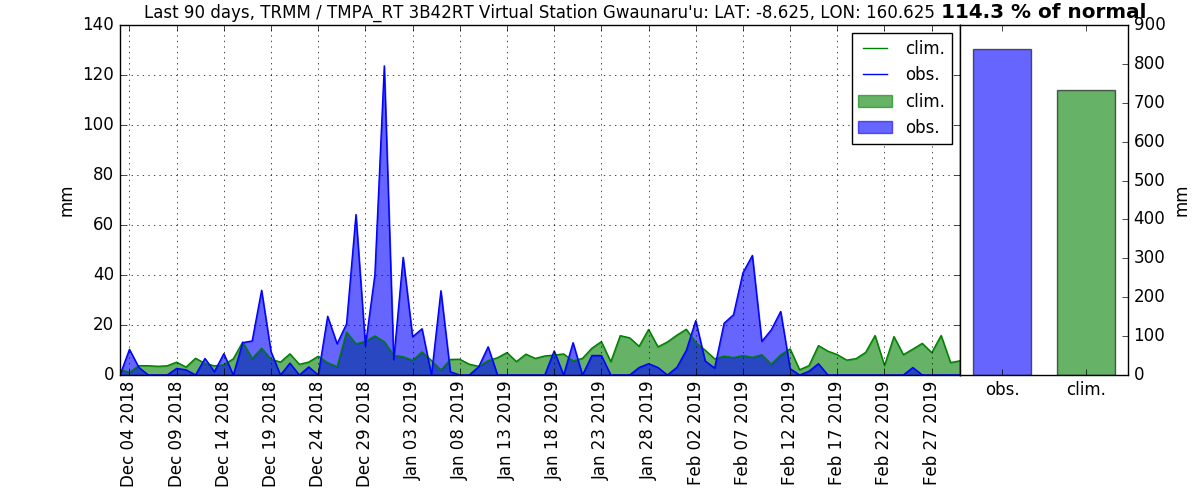 Last 90 days, TRMM / TMPA_RT 3B42RT Virtual Station Gwaunaru'u: LAT: -8.625, LON: 160.625 114.3 % of normal
140
120
100
80
60
40
20
0
mm
clim.
obs.
clim.
obs.
900
800
700
600
500
400
300
200
100
0
mm
Dec 04 2018
Dec 09 2018
Dec 14 2018
Dec 19 2018
Dec 24 2018
Dec 29 2018
Jan 03 2019
Jan 08 2019
Jan 13 2019
Jan 18 2019
Jan 23 2019
Jan 28 2019
Feb 02 2019
Feb 07 2019
Feb 12 2019
Feb 17 2019
Feb 22 2019
Feb 27 2019
obs.
clim.